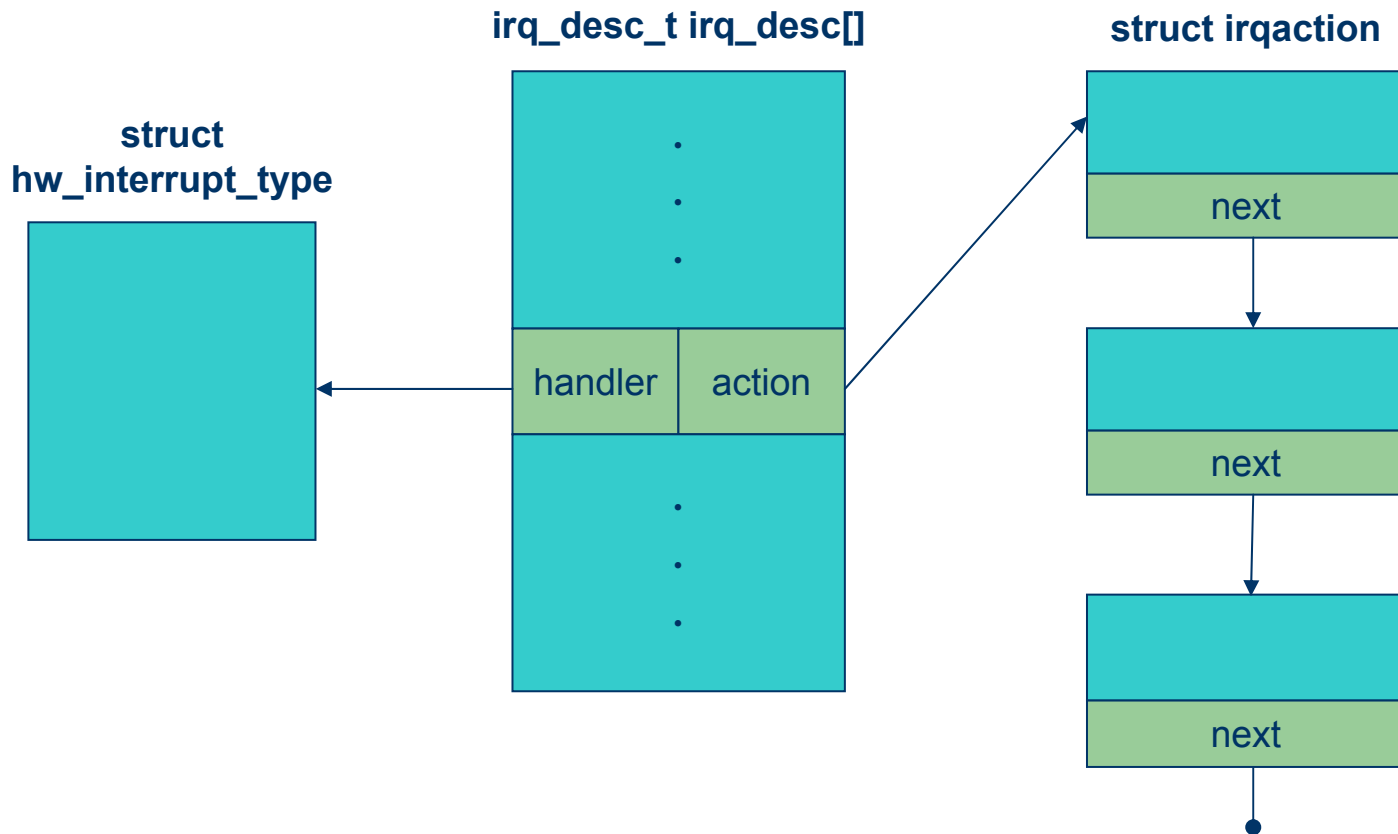 irq_desc_t irq_desc[]
struct irqaction
struct
hw_interrupt_type
.
.
.
next
handler
action
next
.
.
.
next